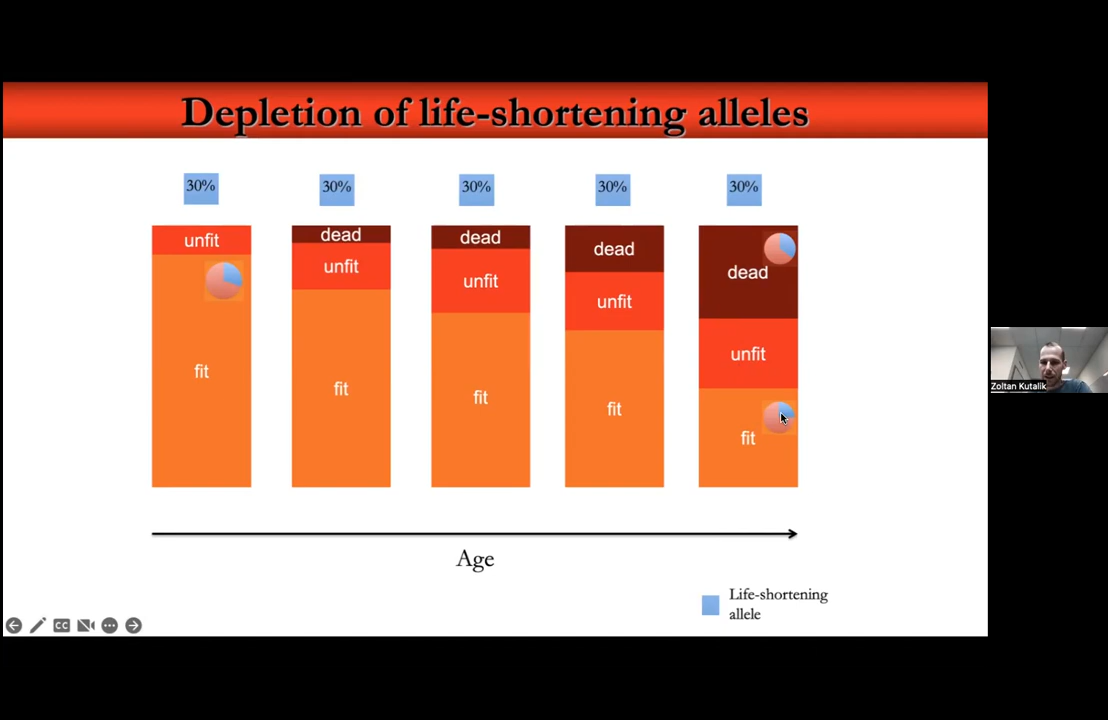 Depletion of life-shortening alleles
30% 30% 30% 30% 30%
unfit
fit
dead
unfit
fit
dead
unfit
fit
dead
unfit
fit
dead
unfit
fit
Age
Life-shortening
allele
CC
Zoltan Kutalik